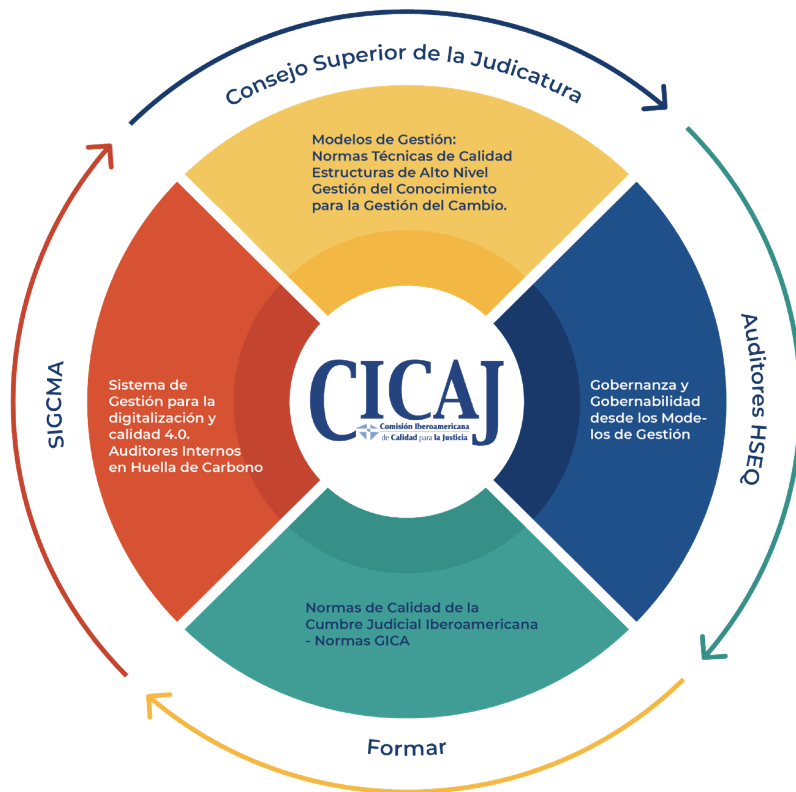 Consejo Superior de la Judicatura
Modelos de Gestión:
Normas Técnicas de Calidad
Estructuras de Alto Nivel
Gestión del Conocimiento
para la Gestión del Cambio.
Auditores HSEQ
Gobernanza y
Gobernabilidad
desde los Mode-
los de Gestión
CICAJ
Comisión Iberoamericana
de Calidad para la Justicia
SIGCMA
Sistema de
Gestión para la
digitalización y
calidad 4.0.
Auditores Internos
en Huella de Carbono
Normas de Calidad de la
Cumbre Judicial Iberoamericana
- Normas GICA
Formar